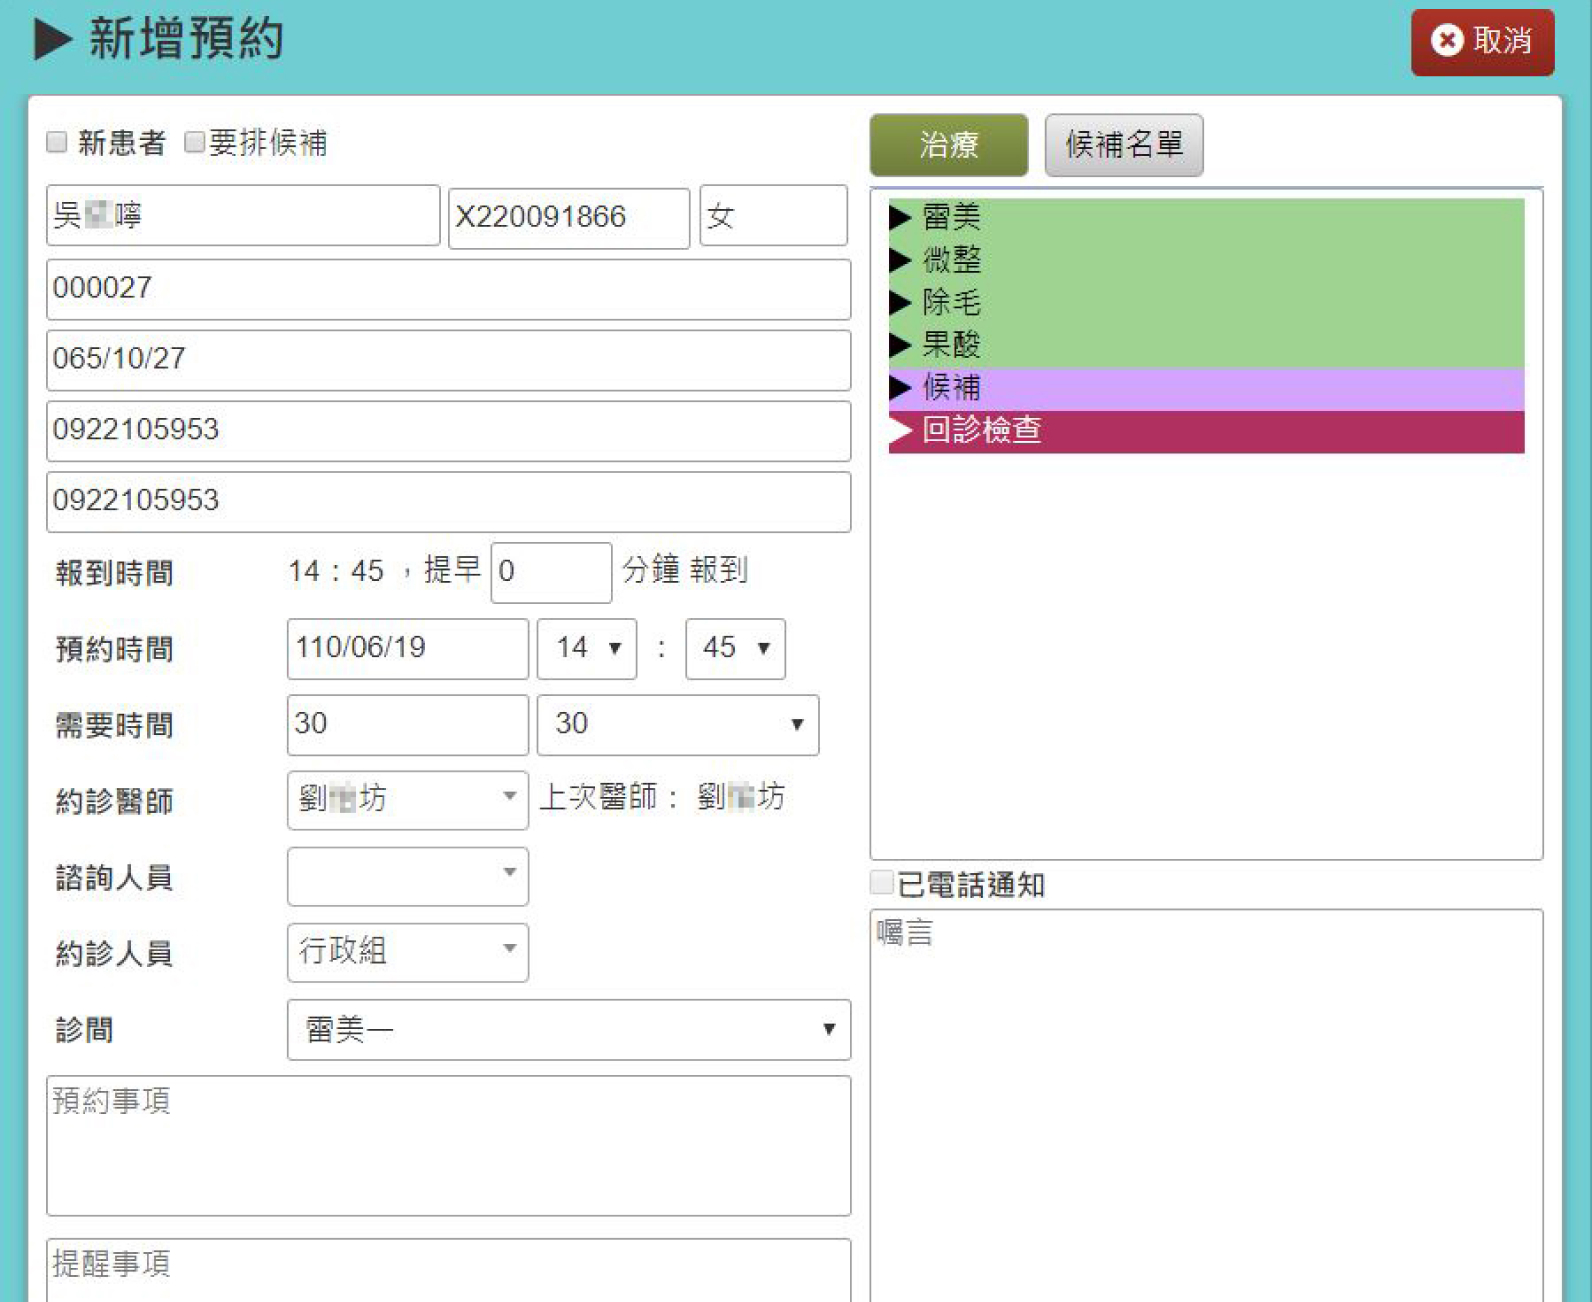 新增預約
取消
新患者 要排候補
吳 嚀 X220091866 女
000027
065/10/27
0922105953
0922105953
報到時間 14：45 ，提早 0 分鐘 報到
預約時間 110/06/19 14 : 45
需要時間 30 30
約診醫師 劉 坊 上次醫師： 劉 坊
諮詢人員
約診人員 行政組
診間 雷美一
預約事項
提醒事項
治療 候補名單
雷美
微整
除毛
果酸
候補
回診檢查
已電話通知
囑言